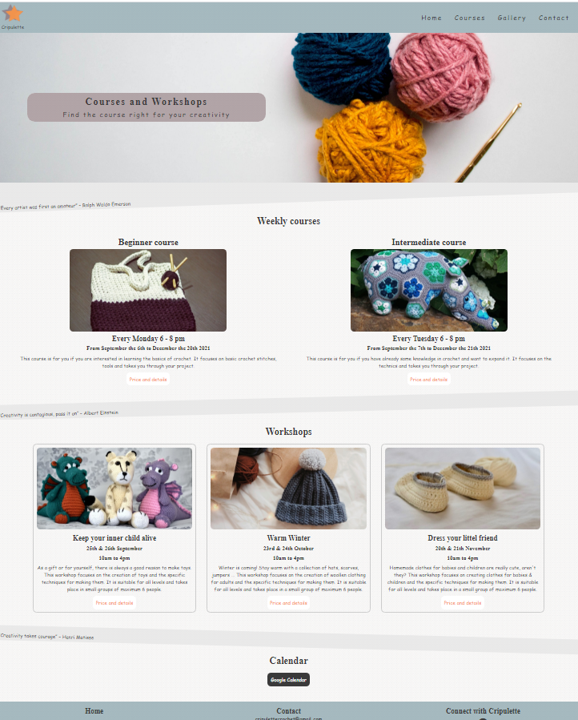 Home Courses Gallery Contact
Cripulette
Courses and Workshops
Find the course right for your creativity
Every artist was first an amateur" - Ralph Waldo Emerson
Weekly courses
Beginner course
Intermediate course
Every Monday 6 - 8 pm
From September the 6th to December the 20th 2021
This course is for you if you are interested in learning the basics of crochet. It focuses on basic crochet stitches,
tools and takes you through your project.
Price and details
Every Tuesday 6 - 8 pm
From September the 7th to December the 21st 2021
This course is for you if you have already some knowledge in crochet and want to expand it. It focuses on the
technics and takes you through your project.
Price and details
Creativity is contagious, pass it on" - Albert Einstein
Workshops
Keep your inner child alive
25th & 26th September
10am to 4pm
As a gift or for yourself, there is always a good reason to make toys
This workshop focuses on the creation of toys and the specific
techniques for making them. It is suitable for all levels and takes
place in small groups of maximum 6 people.
Price and details
Warm Winter
23rd & 24th October
10am to 4pm
Winter is coming! Stay warm with a collection of hats, scarves,
jumpers ... This workshop focuses on the creation of woollen clothing
for adults and the specific techniques for making them. It is suitable
for all levels and takes place in a small group of maximum 6 people.
Price and details
Dress your littel friend
20th & 21th November
10am to 4pm
Homemade clothes for babies and children are really cute, aren't
they? This workshop focuses on creating clothes for babies &
children and the specific techniques for making them. It is suitable
for all levels and takes place in a small group of maximum 6 people.
Price and details
Creativity takes courage" - Henri Matisse
Calendar
Google Calendar
Home
Contact
Connect with Cripulette